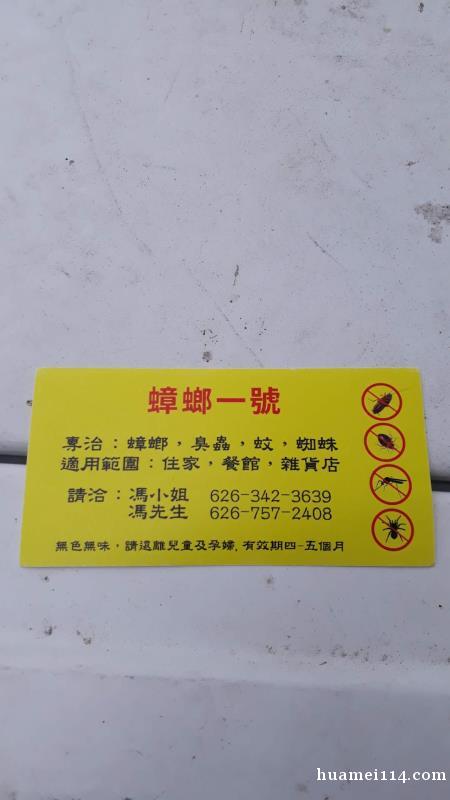 蟑螂一號
專治：蟑螂，臭蟲，蚊，蜘蛛
適用範圍：住家，餐館，雜貨店
請洽：馮小姐 626-342-3639
馮先生 626-757-2408
無色無味，請遠離兒童及孕婦, 有效期四-五個月
huamei114.com